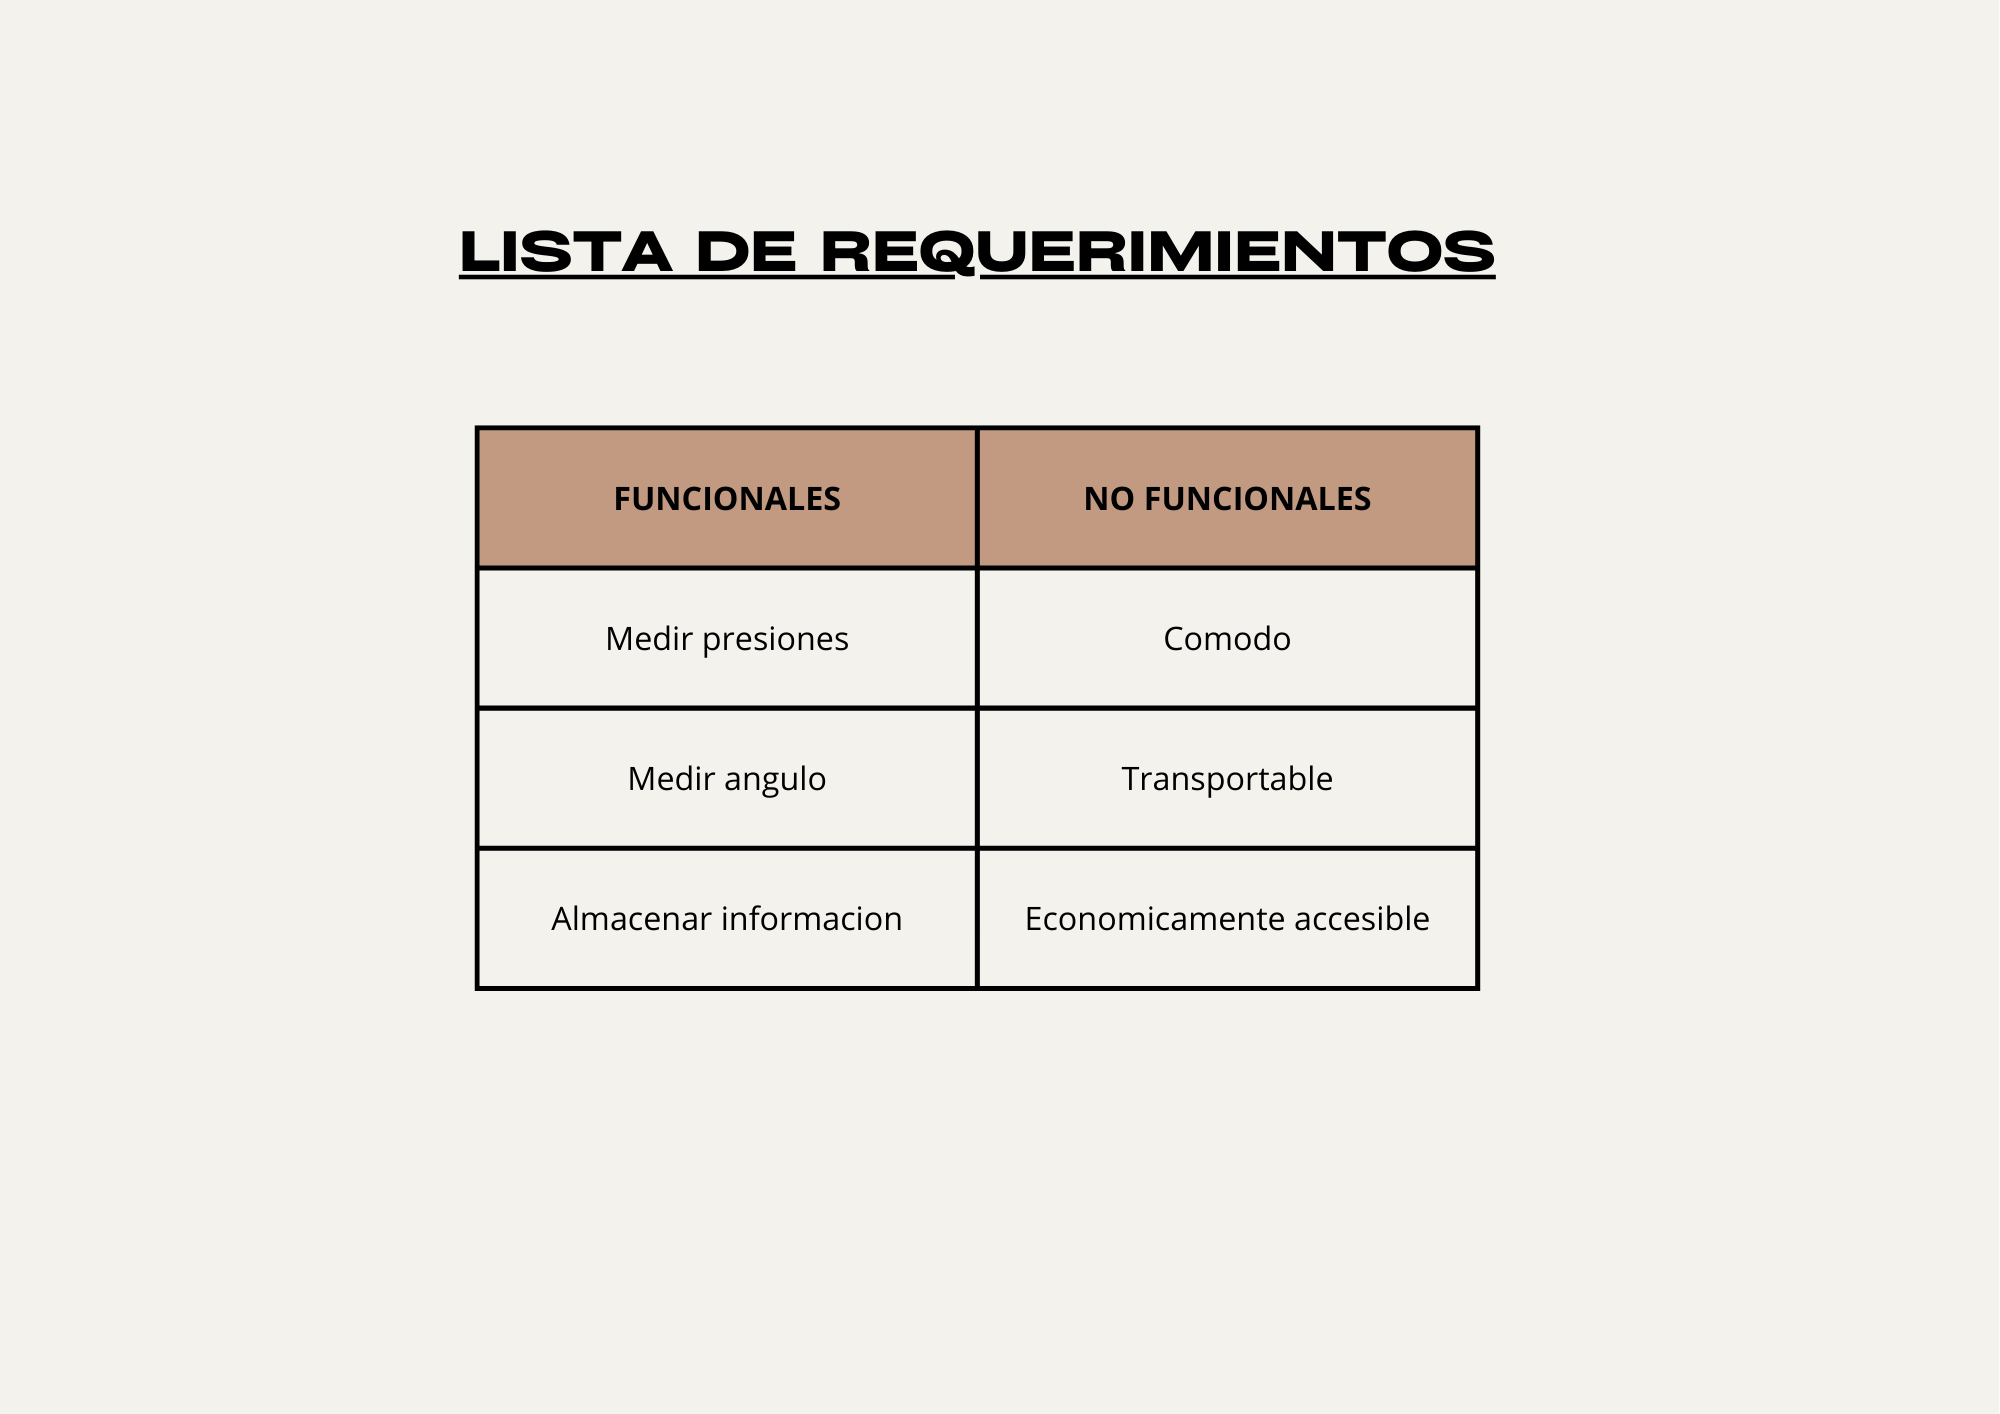 LISTA DE REQUERIMIENTOS
FUNCIONALES
NO FUNCIONALES
Medir presiones
Comodo
Medir angulo
Transportable
Almacenar informacion
Economicamente accesible